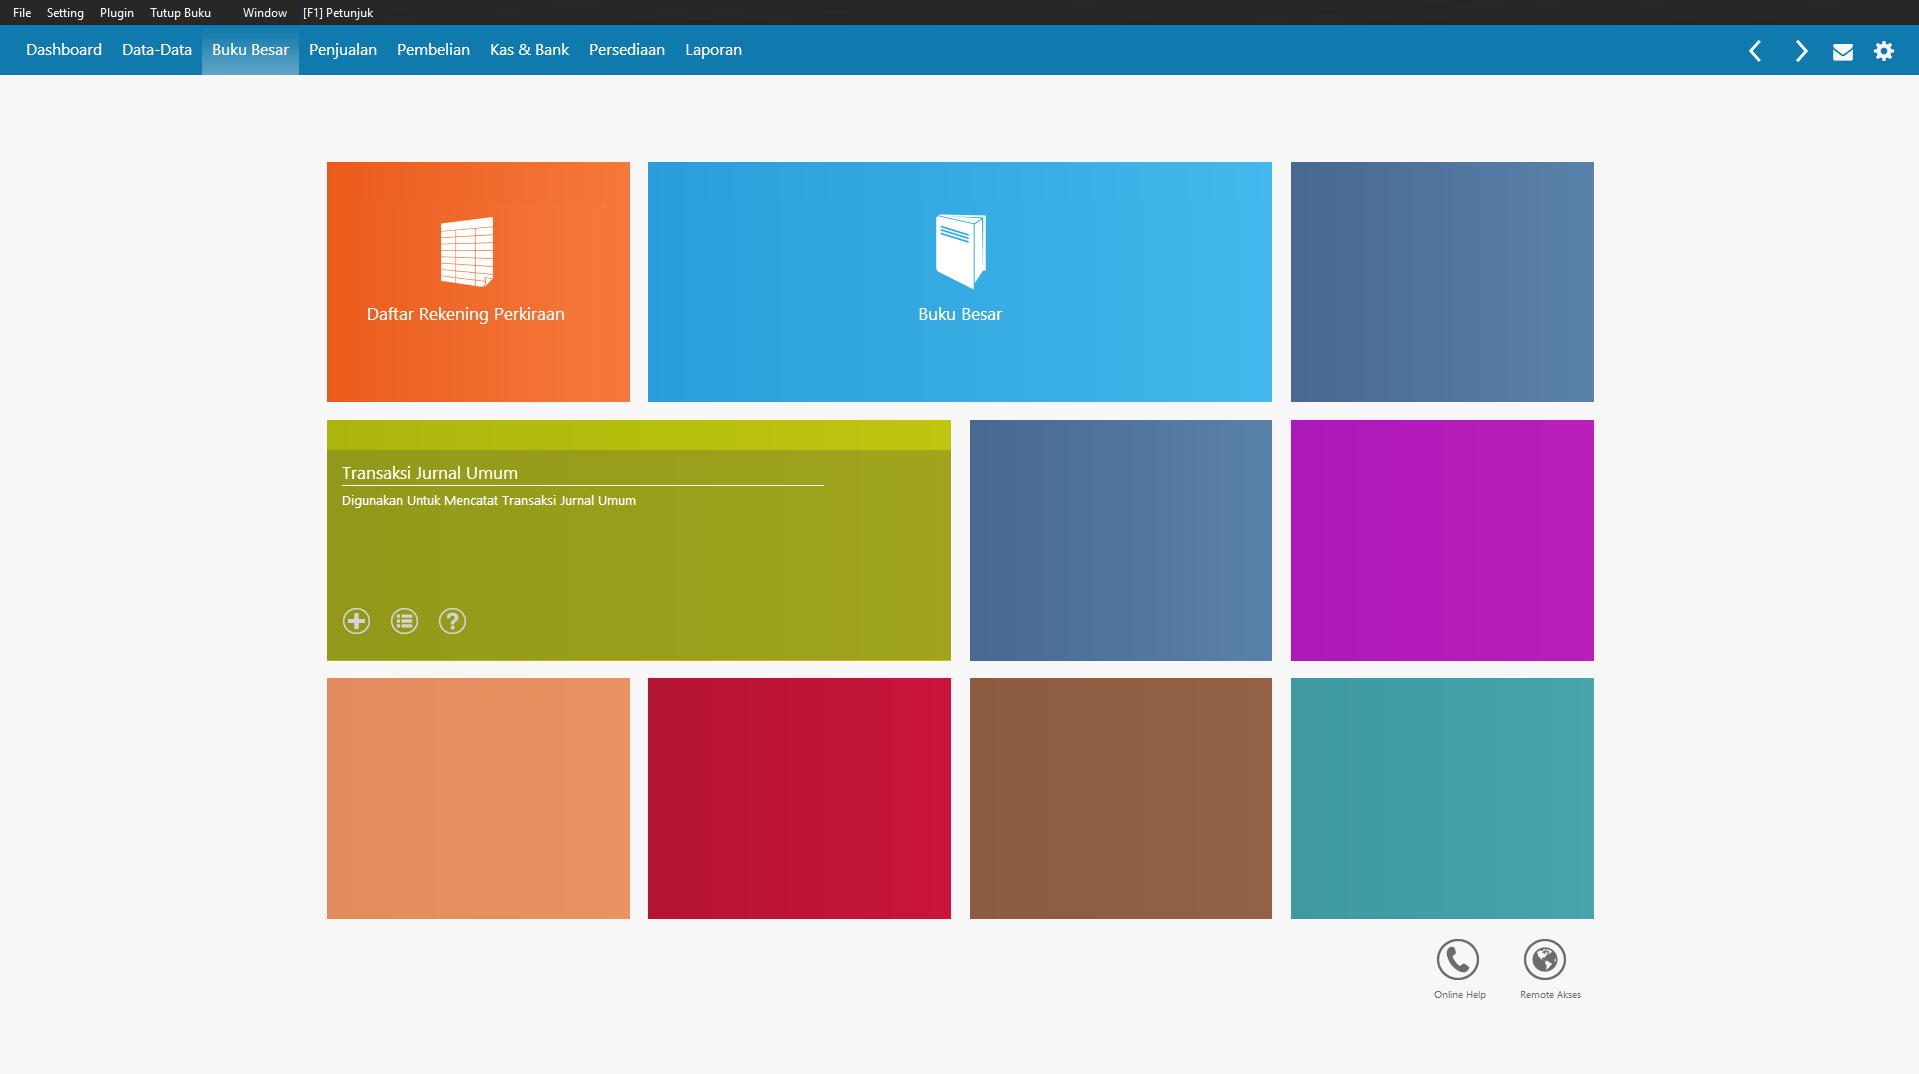 File Setting Plugin Tutup Buku Window [F1] Petunjuk
Dashboard Data-Data Buku Besar Penjualan Pembelian Kas & Bank Persediaan Laporan
Daftar Rekening Perkiraan
Buku Besar
Transaksi Jurnal Umum
Digunakan Untuk Mencatat Transaksi Jurnal Umum
Online Help
Remote Akses